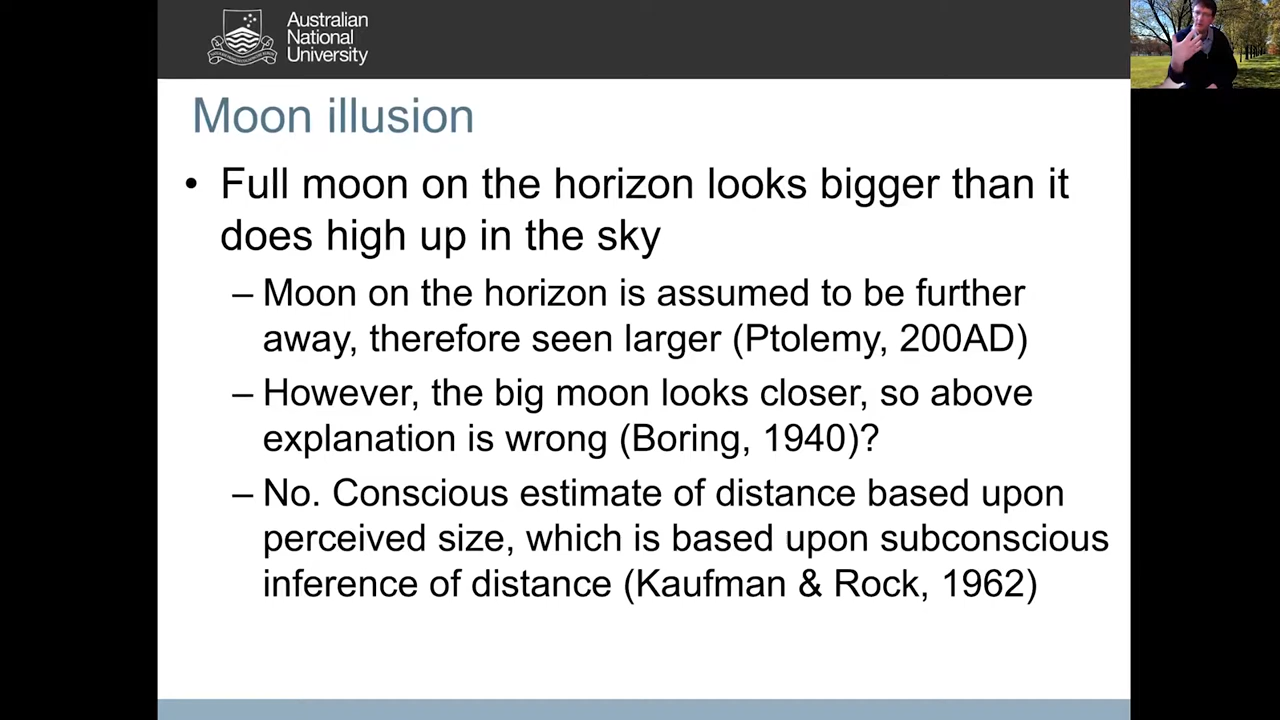 Australian
National
University
Moon illusion
• Full moon on the horizon looks bigger than it
does high up in the sky
– Moon on the horizon is assumed to be further
away, therefore seen larger (Ptolemy, 200AD)
– However, the big moon looks closer, so above
explanation is wrong (Boring, 1940)?
– No. Conscious estimate of distance based upon
perceived size, which is based upon subconscious
inference of distance (Kaufman & Rock, 1962)